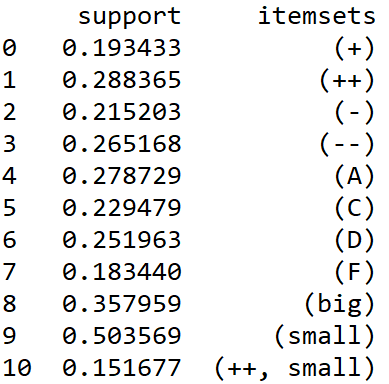 support itemsets
0 0.193433 (+)
1 0.288365 (++)
2 0.215203 (-)
3 0.265168 (--)
4 0.278729 (A)
5 0.229479 (C)
6 0.251963 (D)
7 0.183440 (F)
8 0.357959 (big)
9 0.503569 (small)
10 0.151677 (++, small)